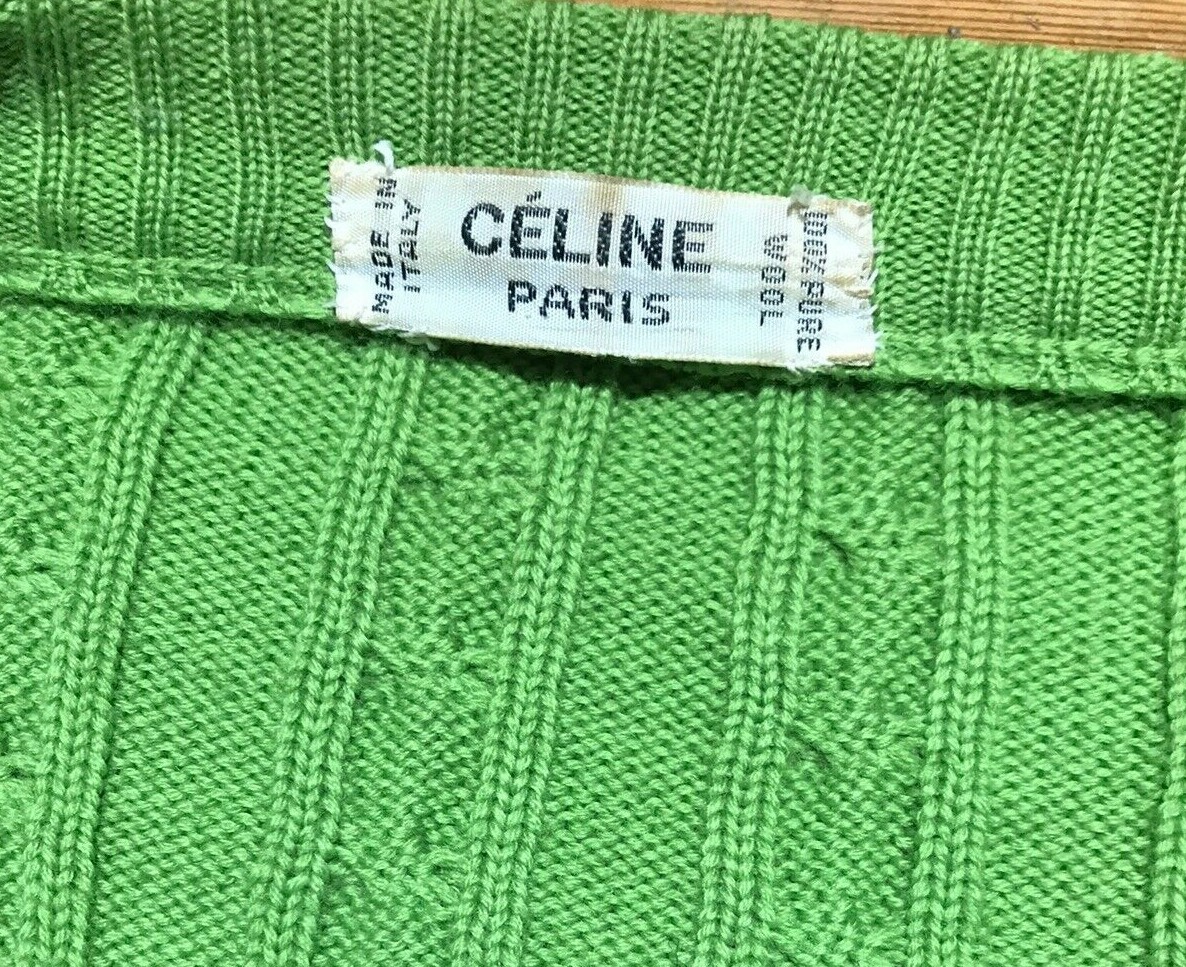 MADE IN
ITALY
CÉLINE
PARIS
WOOL
100%PURE